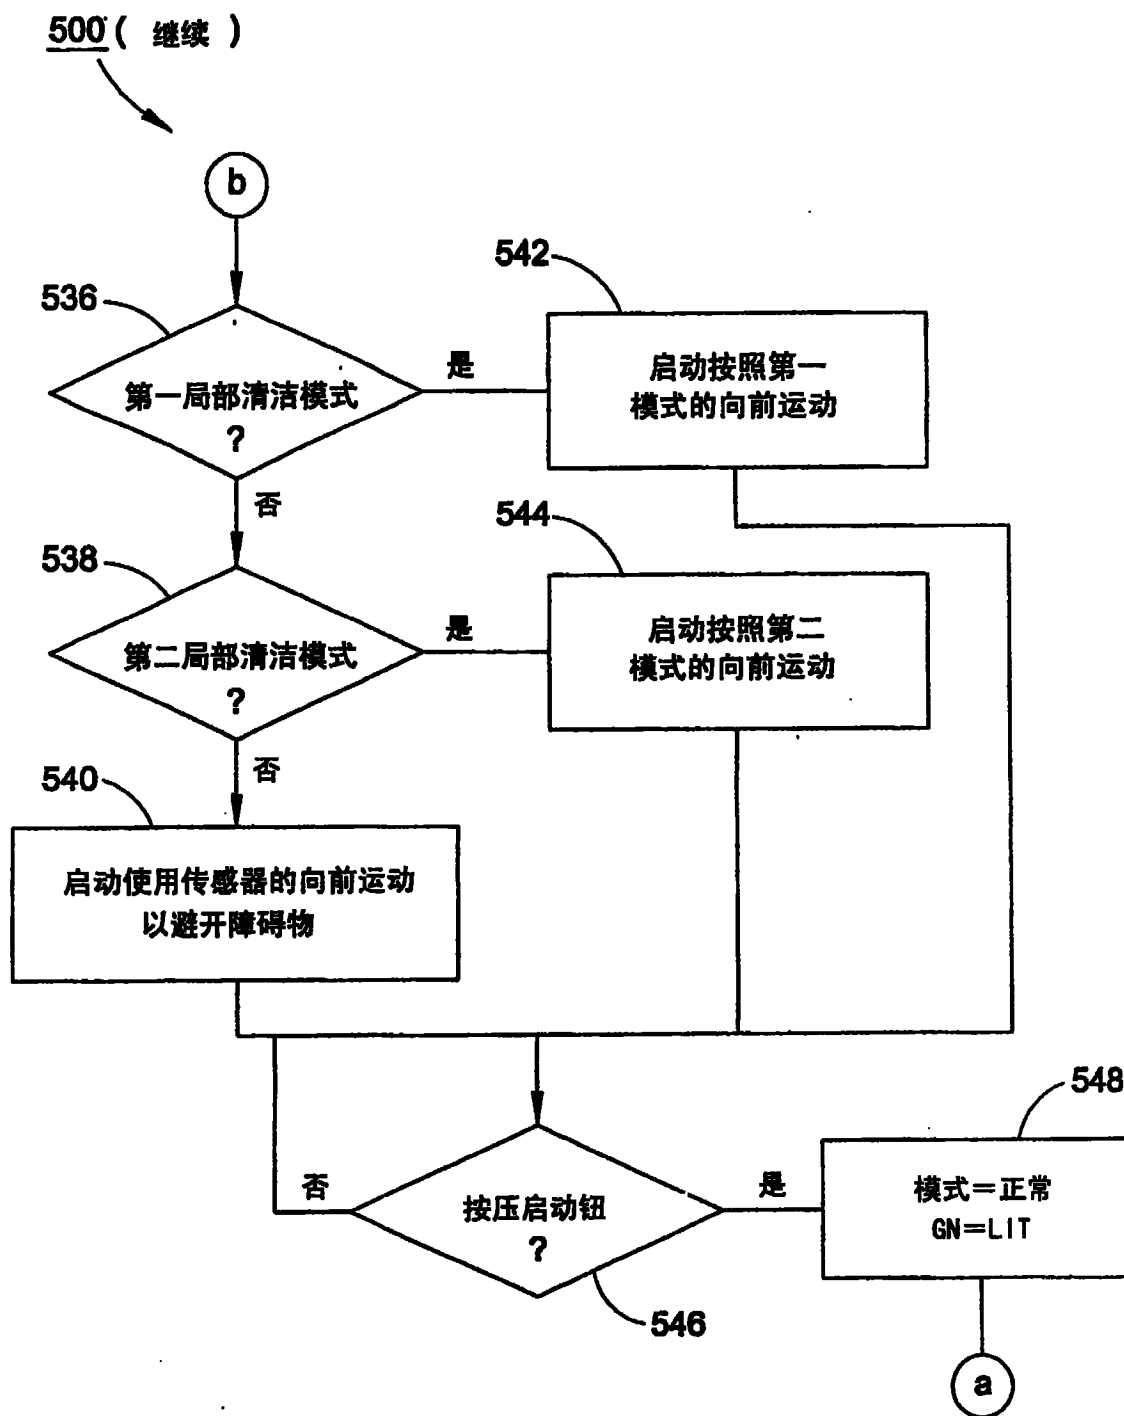 500 ( 继续 )
b
536
第一局部清洁模式
?
是
542
启动按照第一
模式的向前运动
否
538
第二局部清洁模式
?
是
544
启动按照第二
模式的向前运动
否
540
启动使用传感器的向前运动
以避开障碍物
否
按压启动钮
?
546
是
548
模式=正常
GN=LIT
a